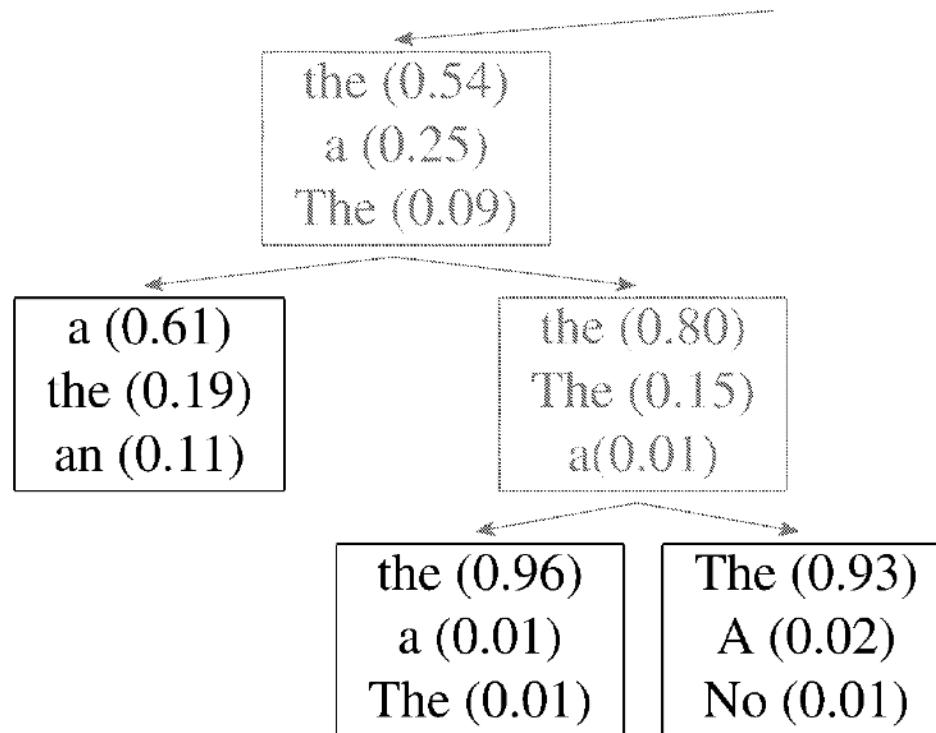 the (0.54)
a (0.25)
The (0.09)
a (0.61)
the (0.19)
an (0.11)
the (0.80)
The (0.15)
a(0.01)
the (0.96)
a (0.01)
The (0.01)
The (0.93)
A (0.02)
No (0.01)